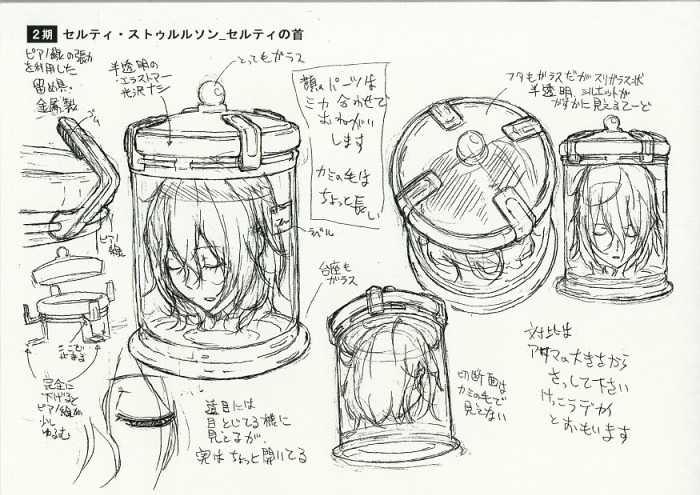 2期 セルティ・ストゥルルソン_セルティの首
ピアノ線の張力
を利用した
留め具・
金属製
ゴム
半透明の
エラストマー
光沢ナシ
とってもガラス
顔のパーツは
ミカ 合わせで
おねがい
します
カミの毛は
ちょっと長い
フタもガラスだが スリガラス状
半透明 シルエットが
かすかに見えるてーど
ピアノ
線
ラベル
台座も
ガラス
ここで
止まる
完全に
下げると
ピアノ線が
少し
ゆるむ
遠目には
目とじてる様に
見えるが、
実はちょっと開いてる
切断面は
カミの毛で
見えない
対比は
アタマの大きさから
さっして下さい
けっこうデカイ
とおもいます